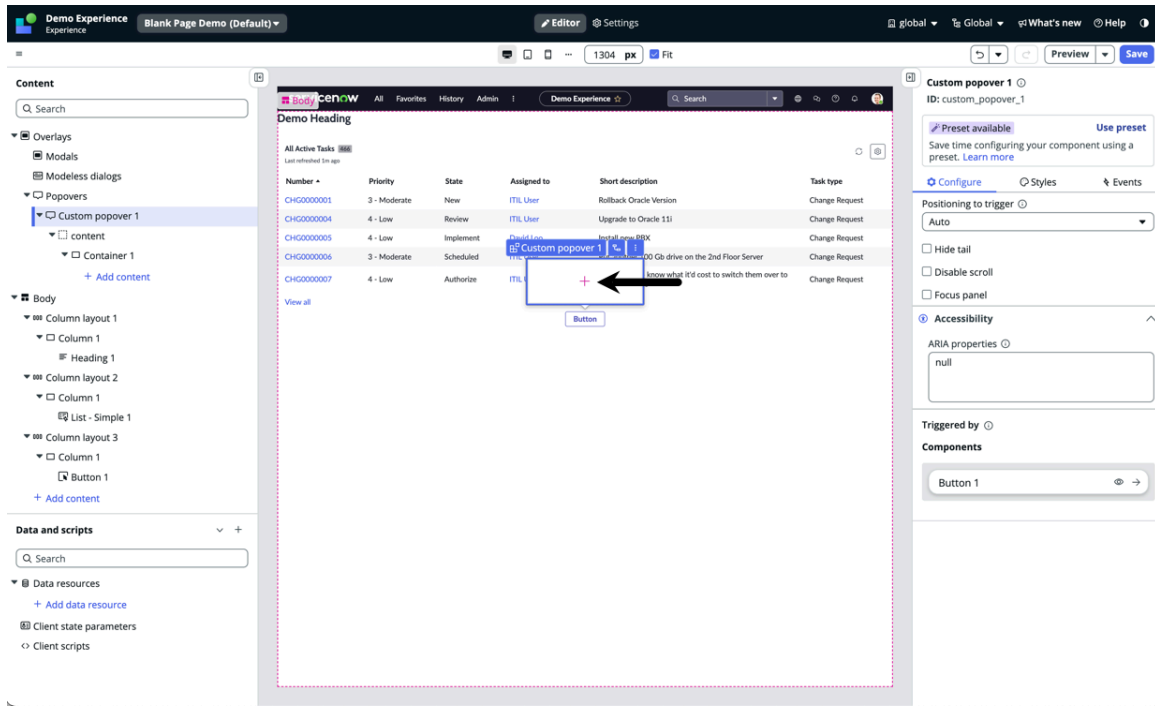 Demo Experience
Experience
Blank Page Demo (Default)
Editor
Settings
global
Global
What's new
Help
1304 px
Fit
Preview
Save
Content
Search
Overlays
Modals
Modeless dialogs
Popovers
Custom popover 1
content
Container 1
+ Add content
Body
Column layout 1
Column 1
Heading 1
Column layout 2
Column 1
List - Simple 1
Column layout 3
Column 1
Button 1
+ Add content
Data and scripts
Search
Data resources
+ Add data resource
Client state parameters
Client scripts
Body
cenow
All Favorites History Admin
Demo Experience
Search
Demo Heading
All Active Tasks 466
Last refreshed 1m ago
Number Priority State Assigned to Short description Task type
CHG0000001 3 - Moderate New ITIL User Rollback Oracle Version Change Request
CHG0000004 4 - Low Review ITIL User Upgrade to Oracle 11i Change Request
CHG0000005 4 - Low Implement David Loo Install new PBX Change Request
Custom popover 1
CHG0000006 3 - Moderate Scheduled ITIL User 100 Gb drive on the 2nd Floor Server Change Request
CHG0000007 4 - Low Authorize ITIL know what it'd cost to switch them over to Change Request
View all
Button
Custom popover 1
ID: custom_popover_1
Preset available
Use preset
Save time configuring your component using a
preset. Learn more
Configure
Styles
Events
Positioning to trigger
Auto
Hide tail
Disable scroll
Focus panel
Accessibility
ARIA properties
null
Triggered by
Components
Button 1